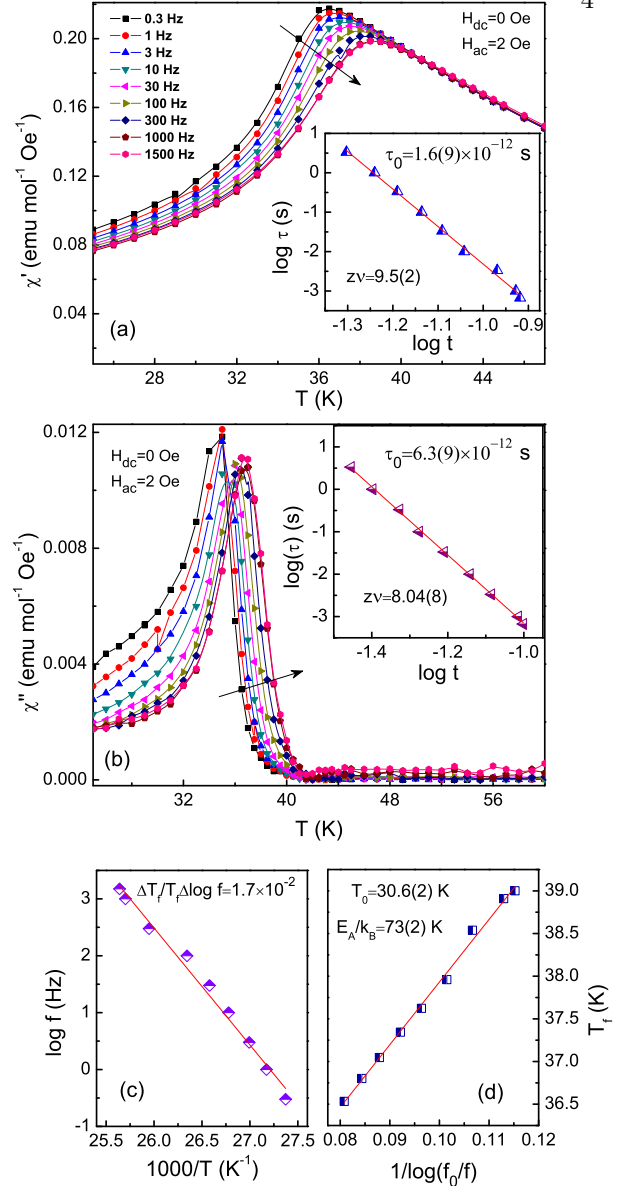 4
0.3 Hz
1 Hz
3 Hz
10 Hz
30 Hz
100 Hz
300 Hz
1000 Hz
1500 Hz
H_dc=0 Oe
H_ac=2 Oe
0.20
0.16
0.12
0.08
0.04
χ' (emu mol⁻¹ Oe⁻¹)
τ₀=1.6(9)×10⁻¹² s
1
0
-1
-2
-3
log τ (s)
zν=9.5(2)
-1.3 -1.2 -1.1 -1.0 -0.9
log t
(a)
28 32 36 40 44
T (K)
0.012
0.008
0.004
0.000
χ'' (emu mol⁻¹ Oe⁻¹)
H_dc=0 Oe
H_ac=2 Oe
τ₀=6.3(9)×10⁻¹² s
1
0
-1
-2
-3
log(τ) (s)
zν=8.04(8)
-1.4 -1.2 -1.0
log t
(b)
32 40 48 56
T (K)
ΔT_f/T_fΔlog f=1.7×10⁻²
3
2
1
0
-1
log f (Hz)
(c)
25.5 26.0 26.5 27.0 27.5
1000/T (K⁻¹)
T₀=30.6(2) K
E_A/k_B=73(2) K
39.0
38.5
38.0
37.5
37.0
36.5
T_f (K)
(d)
0.08 0.09 0.10 0.11 0.12
1/log(f₀/f)